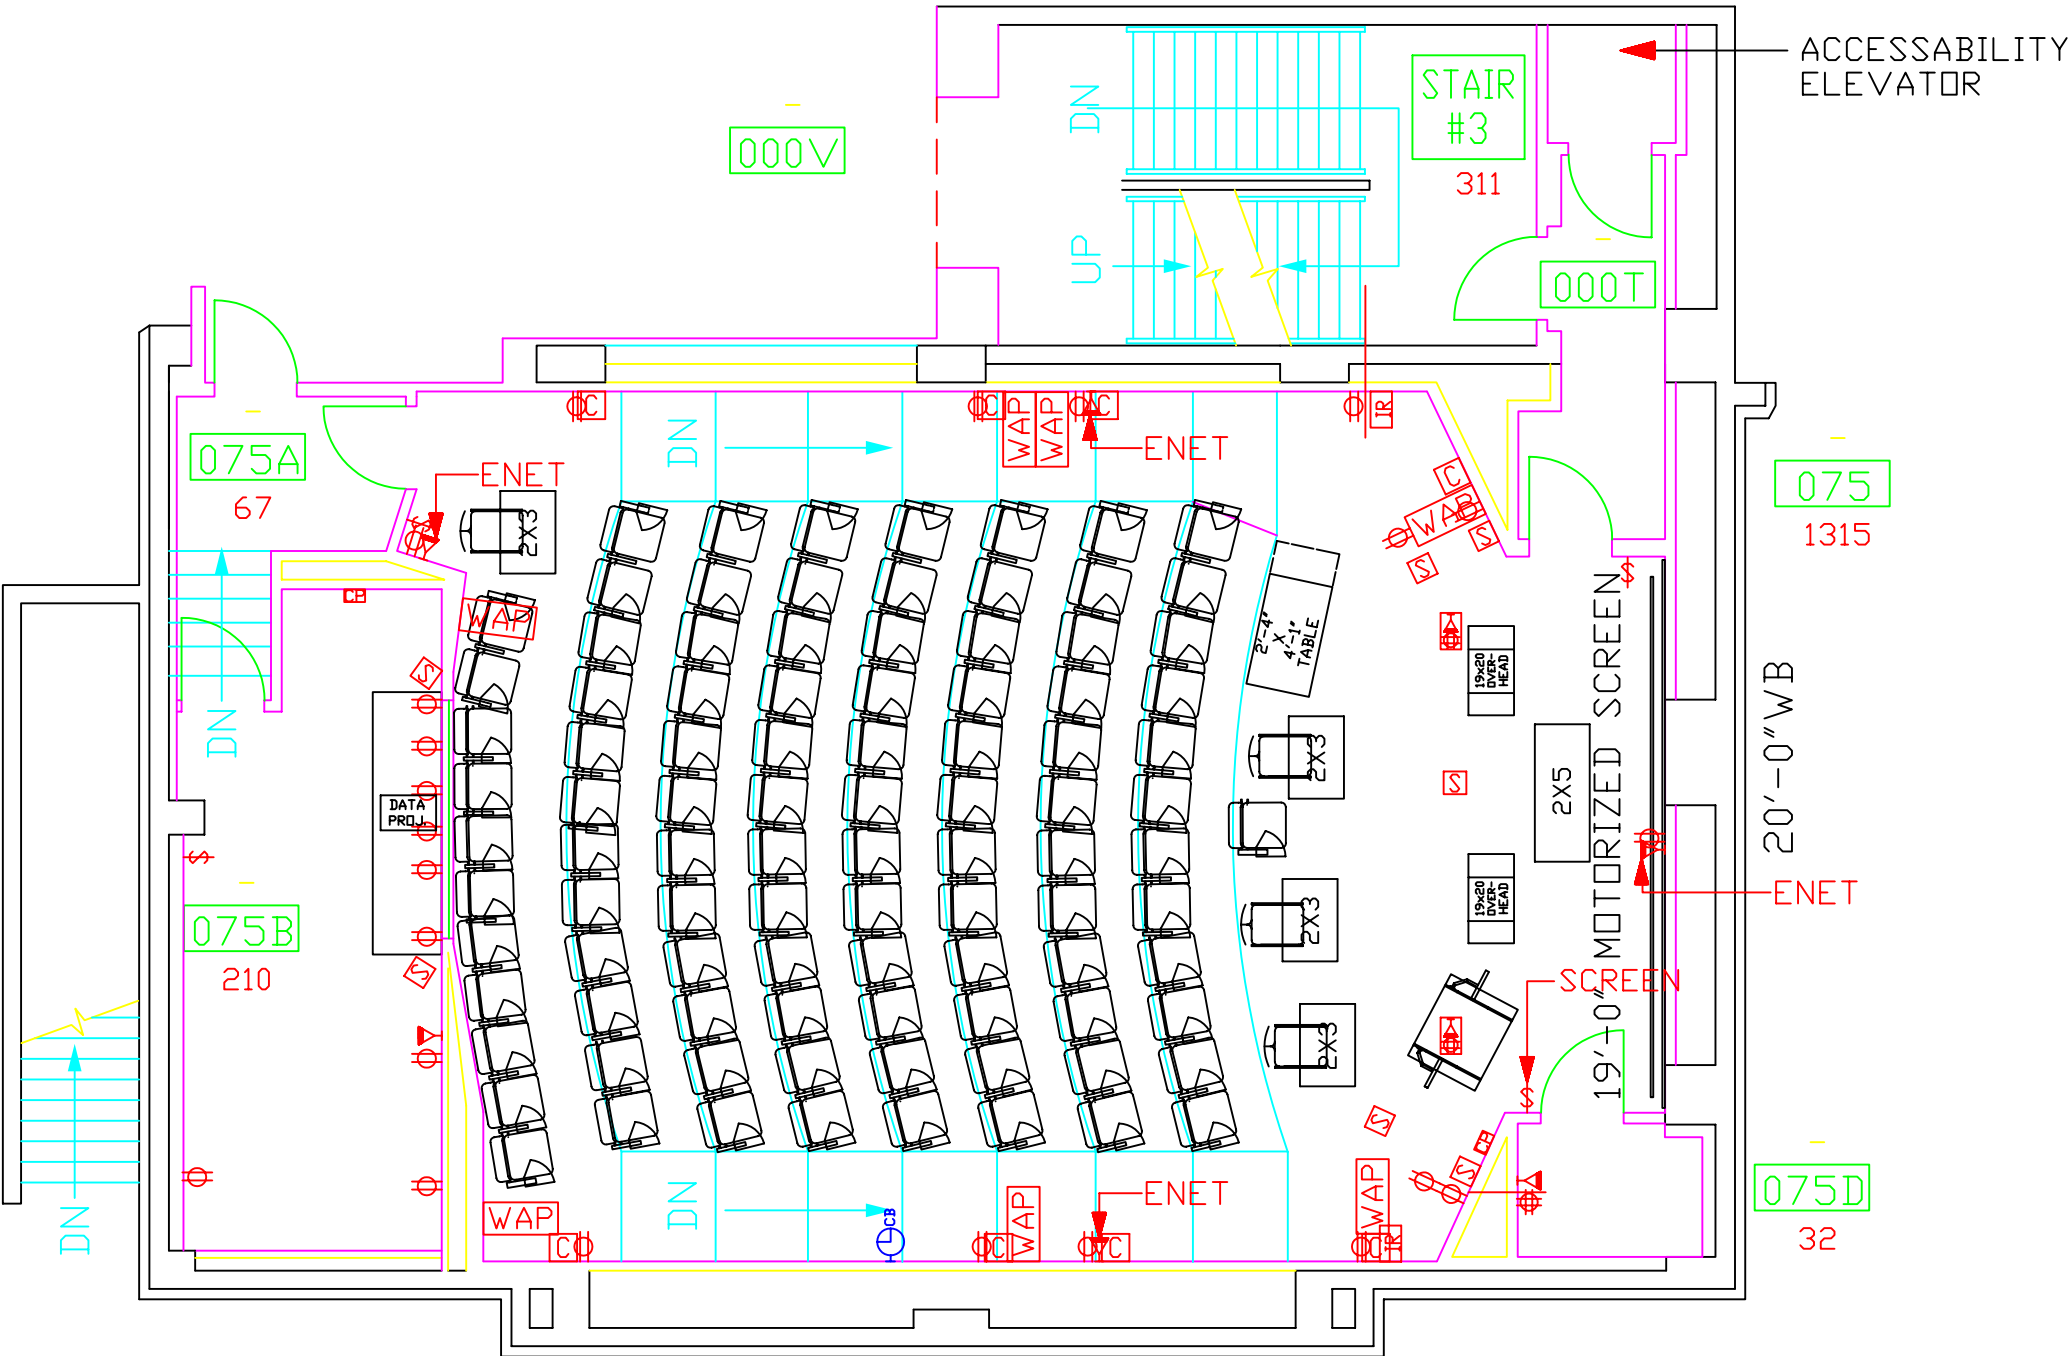 ACCESSABILITY
ELEVATOR
STAIR
#3
311
DN
UP
000V
000T
075A
67
ENET
2X3
DN
C
C
WAP
WAP
C
ENET
IR
075
1315
C
WAP
S
S
S
S
CP
WAP
S
DN
2'-4"
X
4'-1"
TABLE
19x20
OVER-
HEAD
19'-0" MOTORIZED SCREEN
20'-0"WB
2X3
2X5
S
DATA
PROJ.
S
19x20
OVER-
HEAD
ENET
075B
210
2X3
S
SCREEN
2X3
S
S
CP
S
075D
32
DN
WAP
DN
CB
WAP
ENET
WAP
C
C
C
C
IR
DN